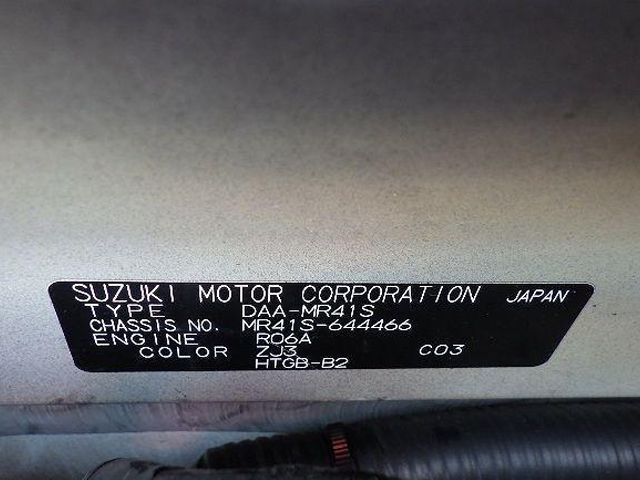 SUZUKI MOTOR CORPORATION JAPAN
TYPE DAA-MR41S
CHASSIS NO. MR41S-644466
ENGINE R06A
COLOR ZJ3 C03
HTGB-B2